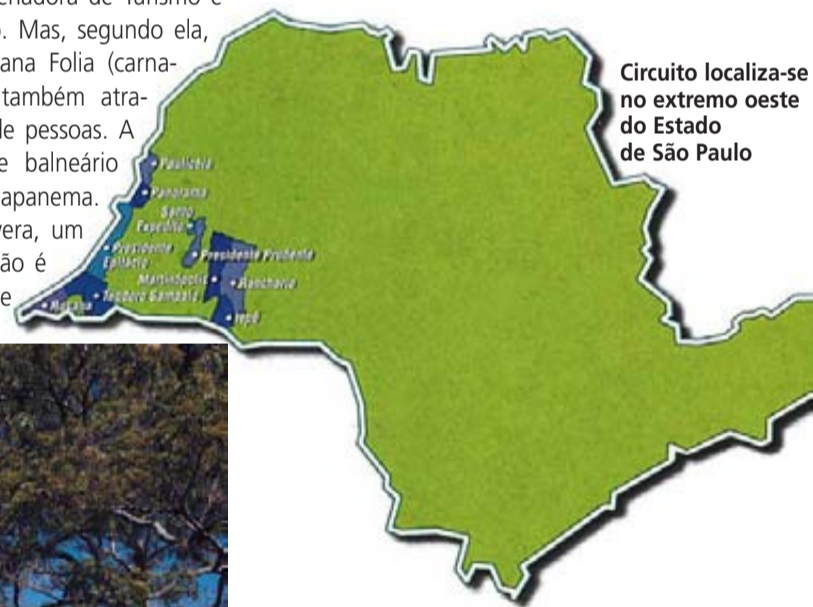 enadora de Turismo e
o. Mas, segundo ela,
ana Folia (carna-
também atra-
de pessoas. A
e balneário
apanema.
vera, um
ão é
e
Circuito localiza-se
no extremo oeste
do Estado
de São Paulo
Paulicéia
Panorama
Santo
Expedito
Presidente
Epitácio
Presidente Prudente
Martinópolis
Rancharia
Teodoro Sampaio
Rosana
Iepê